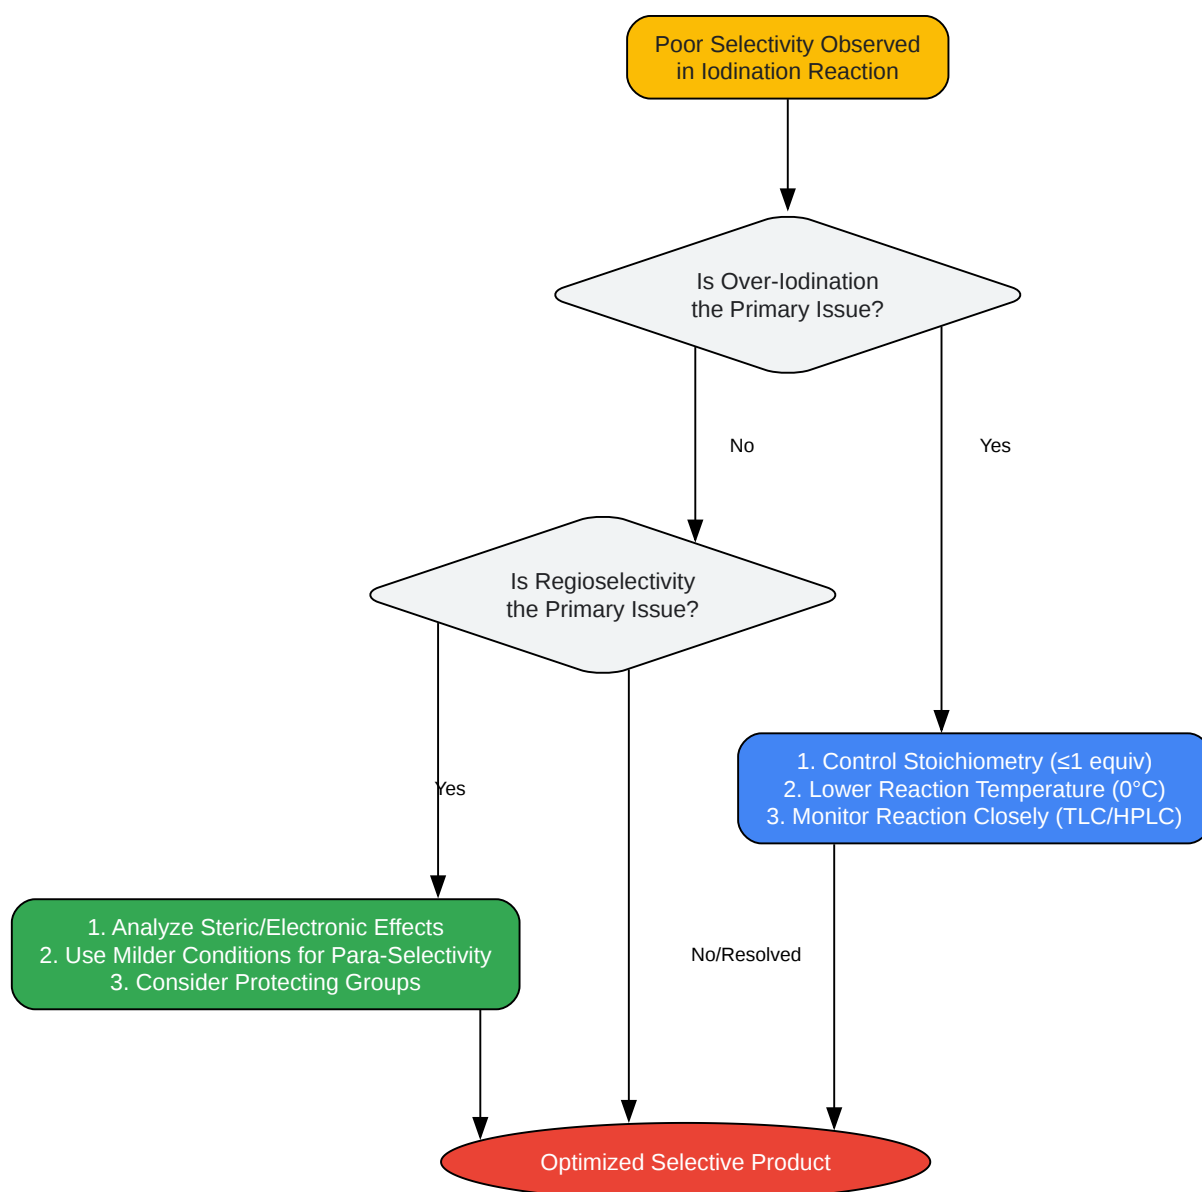 Poor Selectivity Observed
in Iodination Reaction
Is Over-Iodination
the Primary Issue?
No
Yes
Is Regioselectivity
the Primary Issue?
1. Control Stoichiometry (≤1 equiv)
2. Lower Reaction Temperature (0°C)
3. Monitor Reaction Closely (TLC/HPLC)
Yes
1. Analyze Steric/Electronic Effects
2. Use Milder Conditions for Para-Selectivity
3. Consider Protecting Groups
No/Resolved
Optimized Selective Product